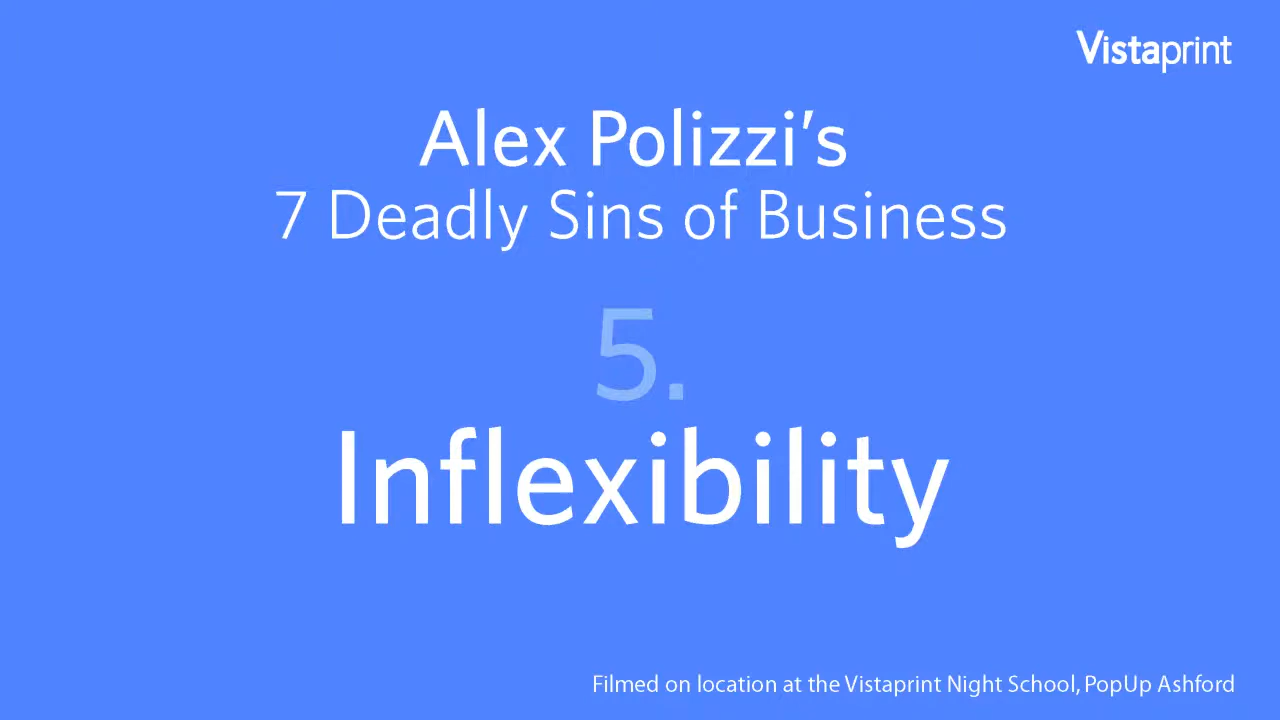 Vistaprint
Alex Polizzi’s
7 Deadly Sins of Business
5.
Inflexibility
Filmed on location at the Vistaprint Night School, PopUp Ashford